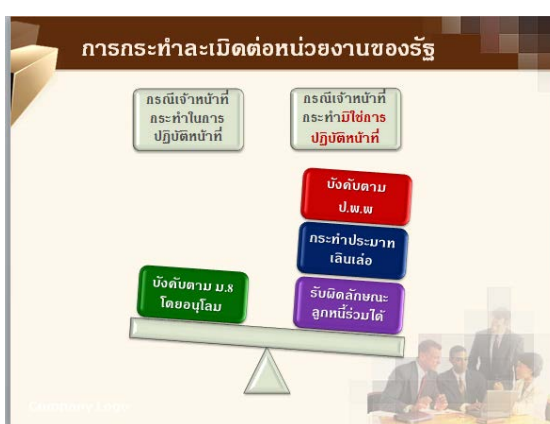 การกระทำละเมิดต่อหน่วยงานของรัฐ
กรณีเจ้าหน้าที่
กระทำในการ
ปฏิบัติหน้าที่
กรณีเจ้าหน้าที่
กระทำมิใช่การ
ปฏิบัติหน้าที่
บังคับตาม
ป.พ.พ
กระทำประมาท
เลินเล่อ
บังคับตาม ม.8
โดยอนุโลม
รับผิดลักษณะ
ลูกหนี้ร่วมได้
Company Logo